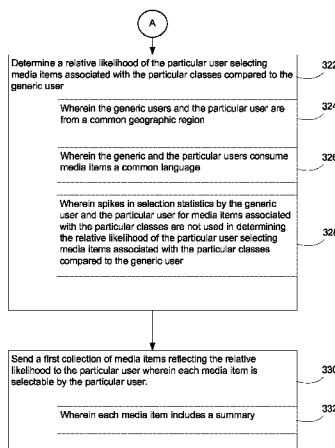 A
Determine a relative likelihood of the particular user selecting
media items associated with the particular classes compared to the
generic user
322
Wherein the generic users and the particular user are
from a common geographic region
324
Wherein the generic and the particular users consume
media items a common language
326
Wherein spikes in selection statistics by the generic
user and the particular user for media items associated
with the particular classes are not used in determining
the relative likelihood of the particular user selecting
media items associated with the particular classes
compared to the generic user
328
Send a first collection of media items reflecting the relative
likelihood to the particular user wherein each media item is
selectable by the particular user.
330
Wherein each media item includes a summary
332